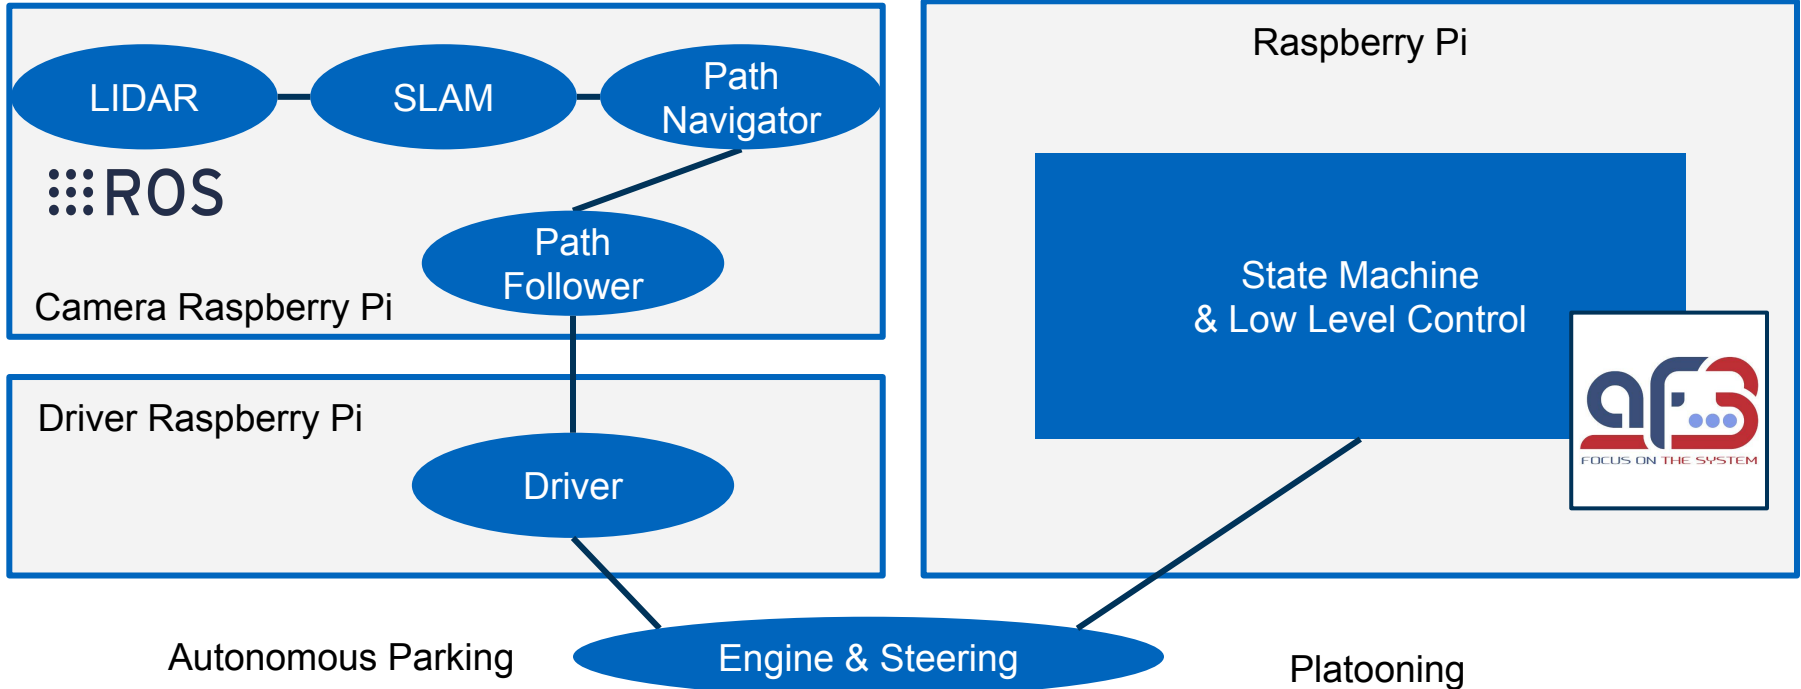 LIDAR
SLAM
Path
Navigator
ROS
Path
Follower
Camera Raspberry Pi
Driver Raspberry Pi
Driver
Raspberry Pi
State Machine
& Low Level Control
af3
FOCUS ON THE SYSTEM
Autonomous Parking
Engine & Steering
Platooning